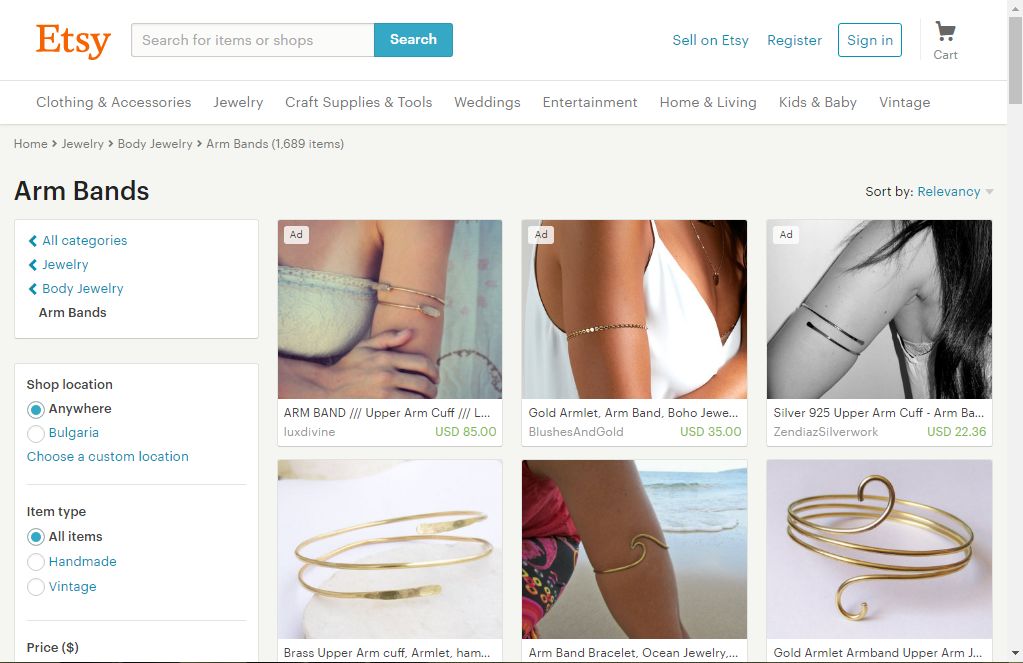 Etsy
Search for items or shops
Search
Sell on Etsy
Register
Sign in
Cart
Clothing & Accessories
Jewelry
Craft Supplies & Tools
Weddings
Entertainment
Home & Living
Kids & Baby
Vintage
Home > Jewelry > Body Jewelry > Arm Bands (1,689 items)
Arm Bands
Sort by: Relevancy
All categories
Jewelry
Body Jewelry
Arm Bands
Shop location
Anywhere
Bulgaria
Choose a custom location
Item type
All items
Handmade
Vintage
Price ($)
Ad
ARM BAND /// Upper Arm Cuff /// L...
luxdivine
USD 85.00
Ad
Gold Armlet, Arm Band, Boho Jewe...
BlushesAndGold
USD 35.00
Ad
Silver 925 Upper Arm Cuff - Arm Ba...
ZendiazSilverwork
USD 22.36
Brass Upper Arm cuff, Armlet, ham...
Arm Band Bracelet, Ocean Jewelry,...
Gold Armlet Armband Upper Arm J...